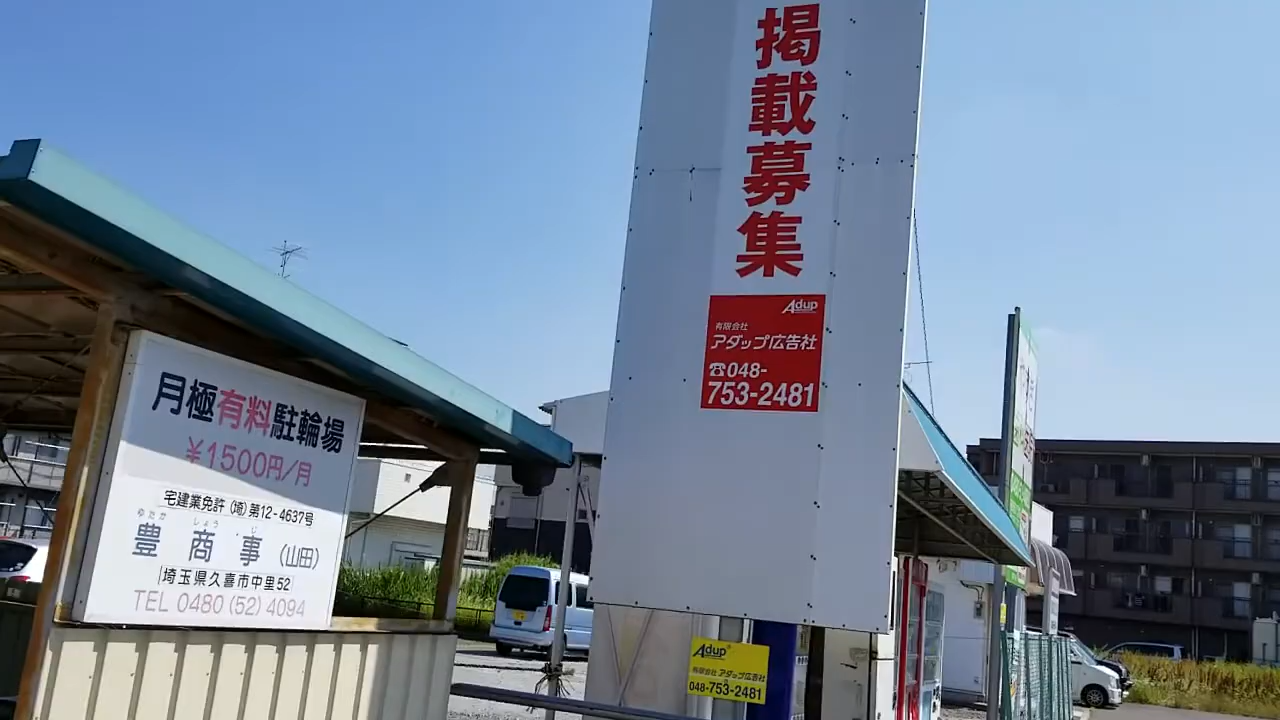 月極有料駐輪場
¥1500円/月
宅建業免許(埼)第12-4637号
ゆたか しょう じ
豊商事(山田)
埼玉県久喜市中里52
TEL 0480(52)4094
掲載募集
Adup
有限会社
アダップ広告社
☎048-
753-2481
Adup
有限会社 アダップ広告社
048-753-2481